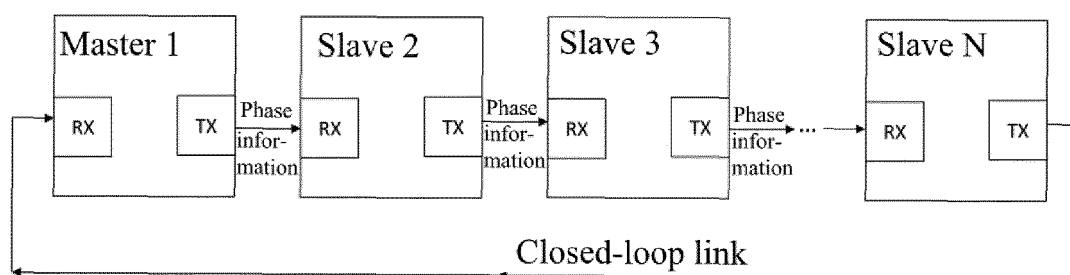 Master 1
Slave 2
Slave 3
Slave N
RX
TX
Phase
infor-
mation
RX
TX
Phase
infor-
mation
RX
TX
Phase
infor-
mation
...
RX
TX
Closed-loop link